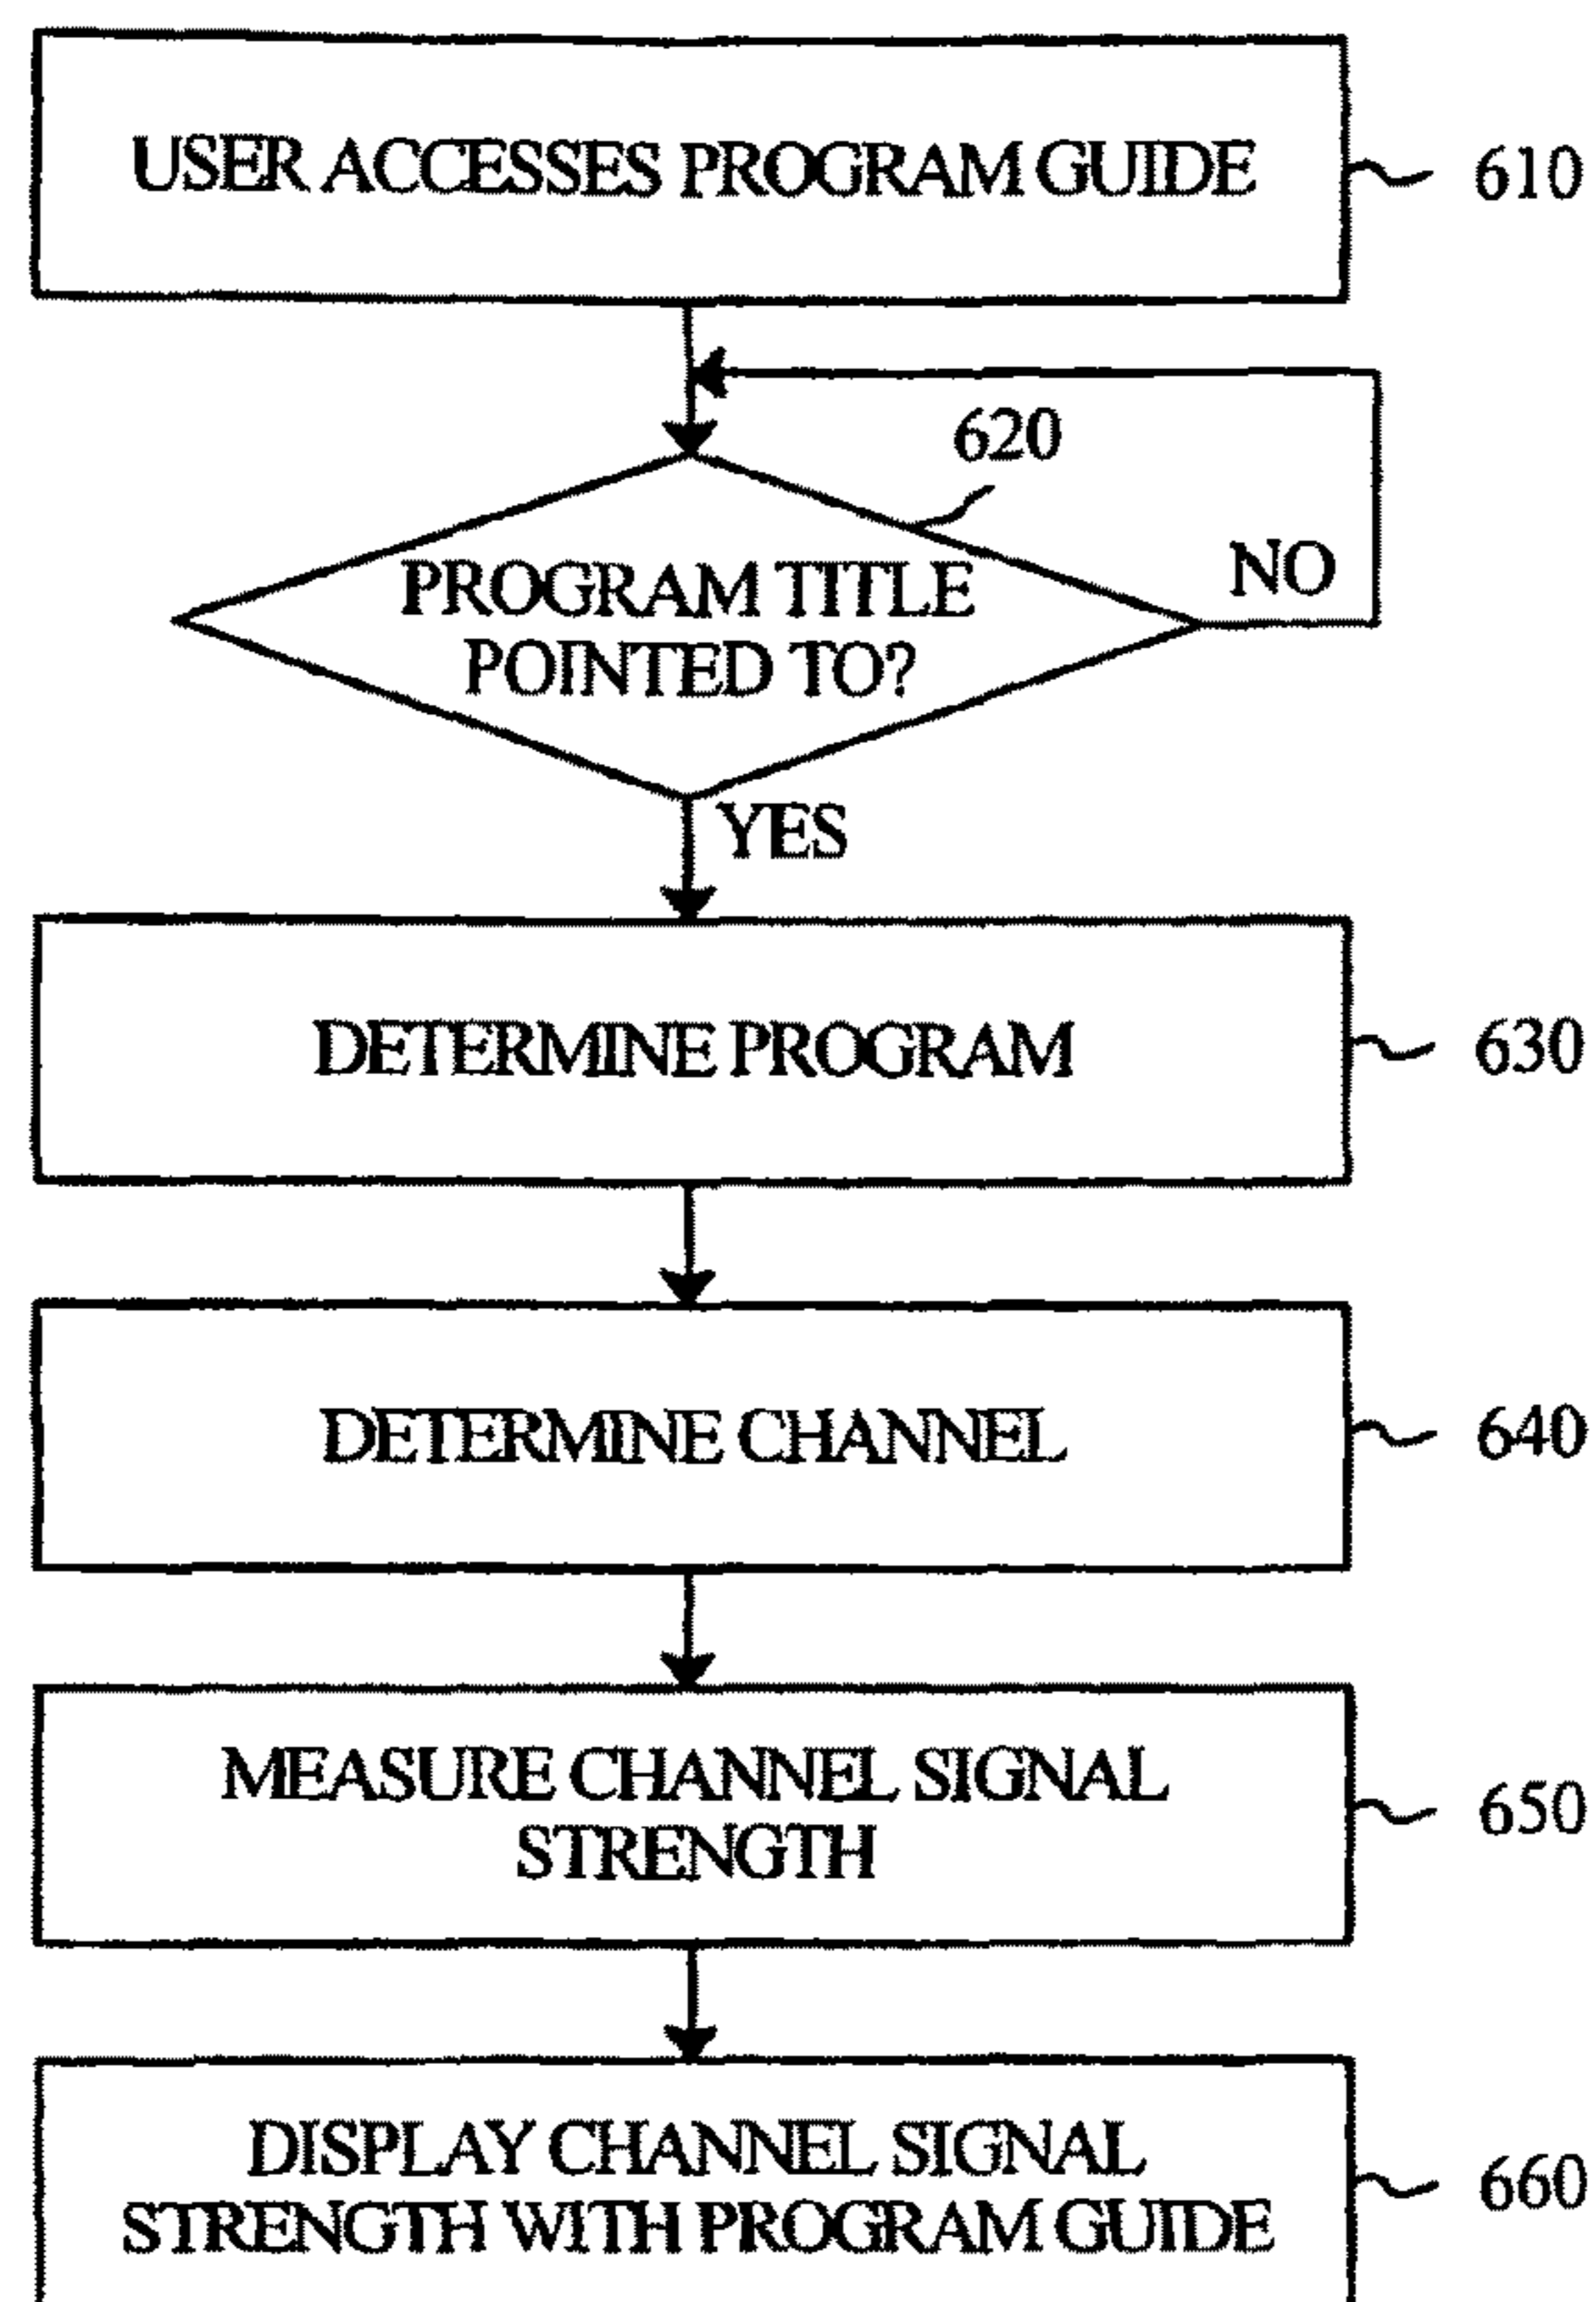 USER ACCESSES PROGRAM GUIDE
610
620
PROGRAM TITLE
POINTED TO?
NO
YES
DETERMINE PROGRAM
630
DETERMINE CHANNEL
640
MEASURE CHANNEL SIGNAL
STRENGTH
650
DISPLAY CHANNEL SIGNAL
STRENGTH WITH PROGRAM GUIDE
660